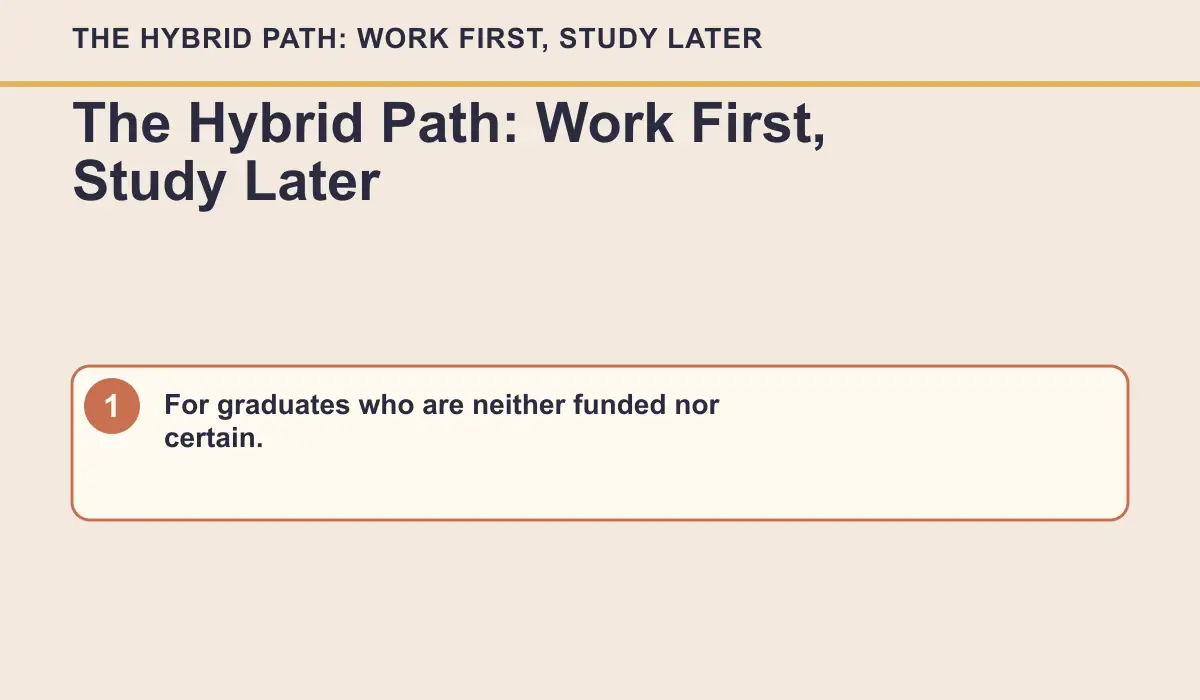 THE HYBRID PATH: WORK FIRST, STUDY LATER
The Hybrid Path: Work First,
Study Later
1
For graduates who are neither funded nor
certain.